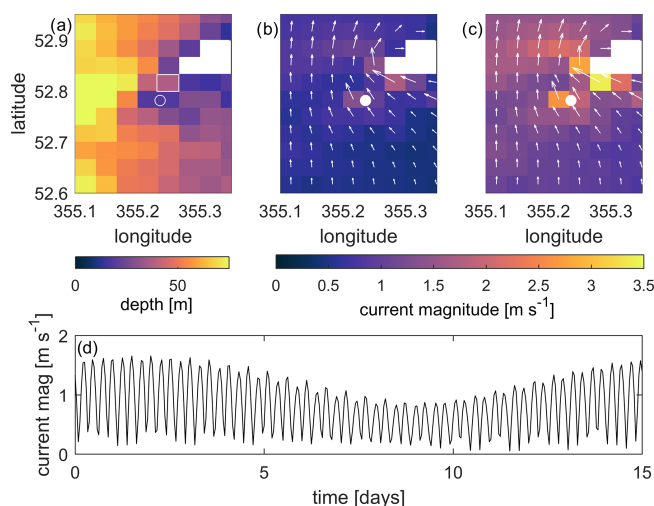 (a) (b) (c)
52.9
52.8
52.7
52.6
latitude
355.1 355.2 355.3 355.1 355.2 355.3 355.1 355.2 355.3
longitude longitude longitude
0 50 0 0.5 1 1.5 2 2.5 3 3.5
depth [m] current magnitude [m s⁻¹]
(d)
2
1
0
current mag [m s⁻¹]
0 5 10 15
time [days]